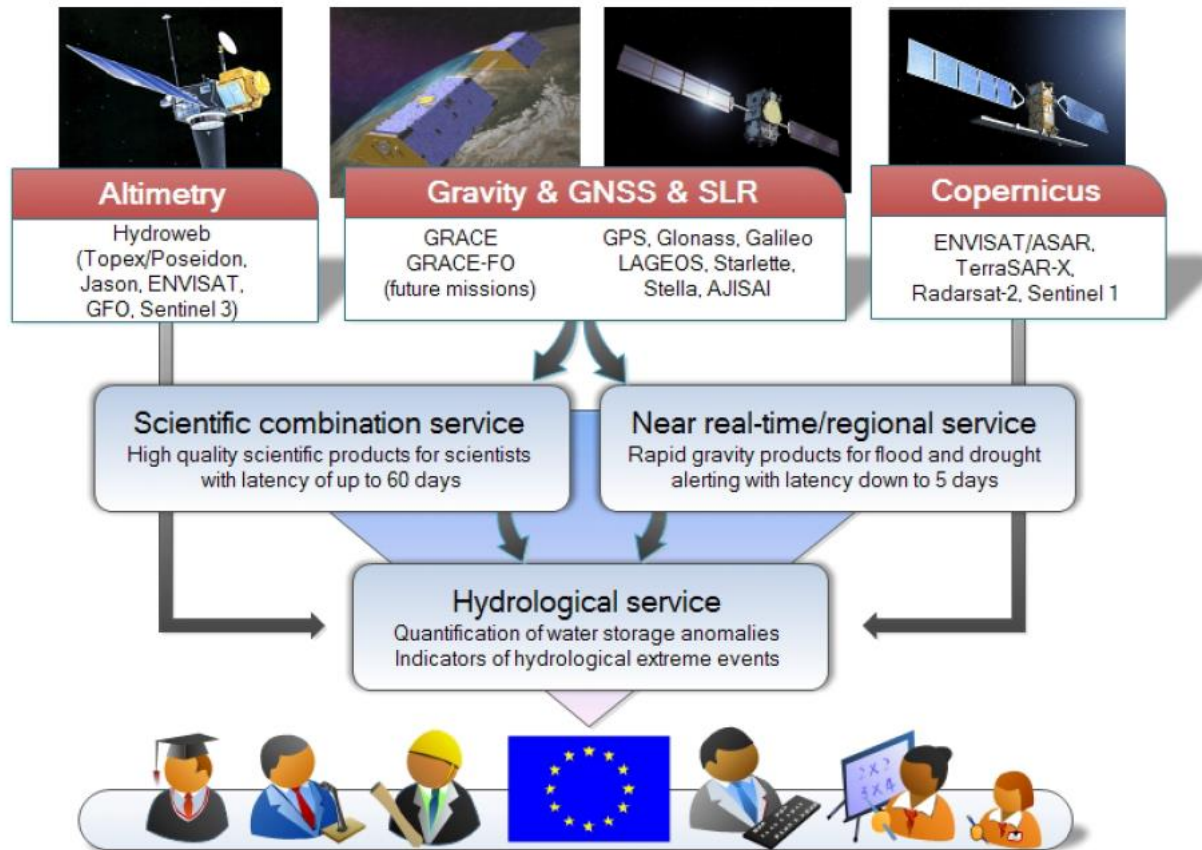 Altimetry
Hydroweb
(Topex/Poseidon,
Jason, ENVISAT,
GFO, Sentinel 3)
Gravity & GNSS & SLR
GRACE
GRACE-FO
(future missions)
GPS, Glonass, Galileo
LAGEOS, Starlette,
Stella, AJISAI
Copernicus
ENVISAT/ASAR,
TerraSAR-X,
Radarsat-2, Sentinel 1
Scientific combination service
High quality scientific products for scientists
with latency of up to 60 days
Near real-time/regional service
Rapid gravity products for flood and drought
alerting with latency down to 5 days
Hydrological service
Quantification of water storage anomalies
Indicators of hydrological extreme events
2 X 2
3 X 4